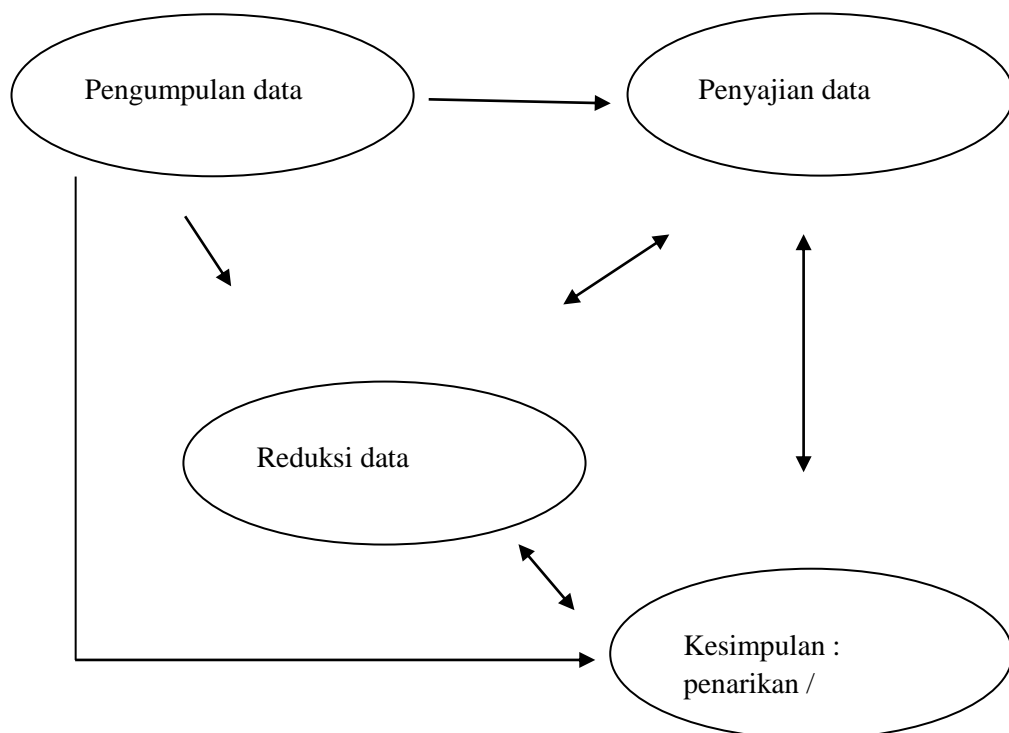 Pengumpulan data
Penyajian data
Reduksi data
Kesimpulan :
penarikan /